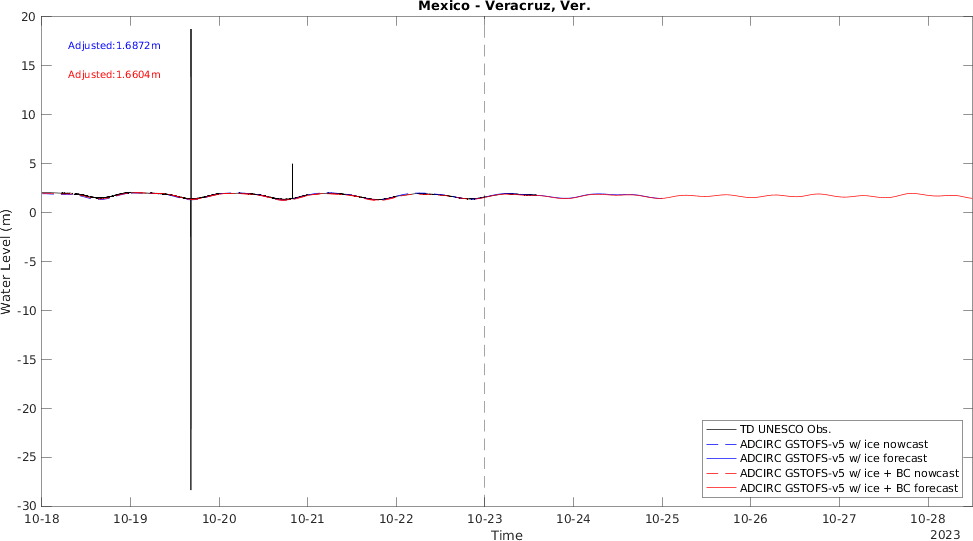 Mexico - Veracruz, Ver.
20
15
10
5
0
-5
-10
-15
-20
-25
-30
Water Level (m)
Adjusted:1.6872m
Adjusted:1.6604m
TD UNESCO Obs.
ADCIRC GSTOFS-v5 w/ ice nowcast
ADCIRC GSTOFS-v5 w/ ice forecast
ADCIRC GSTOFS-v5 w/ ice + BC nowcast
ADCIRC GSTOFS-v5 w/ ice + BC forecast
10-18 10-19 10-20 10-21 10-22 10-23 10-24 10-25 10-26 10-27 10-28
Time
2023